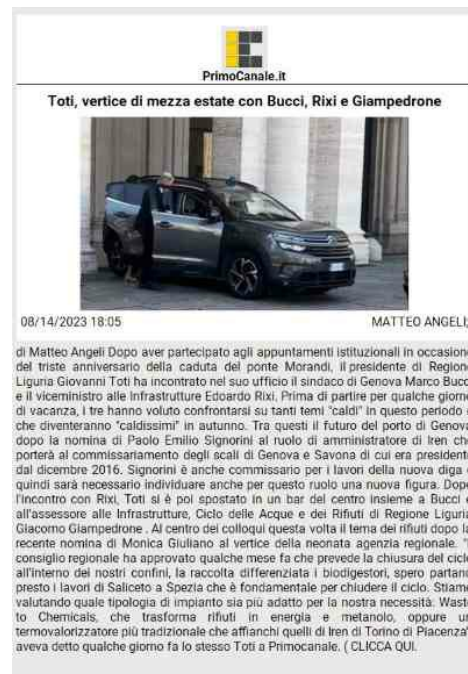 PrimoCanale.it
Toti, vertice di mezza estate con Bucci, Rixi e Giampedrone
08/14/2023 18:05
MATTEO ANGELI;
di Matteo Angeli Dopo aver partecipato agli appuntamenti istituzionali in occasione
del triste anniversario della caduta del ponte Morandi, il presidente di Regione
Liguria Giovanni Toti ha incontrato nel suo ufficio il sindaco di Genova Marco Bucci
e il viceministro alle Infrastrutture Edoardo Rixi. Prima di partire per qualche giorno
di vacanza, i tre hanno voluto confrontarsi su tanti temi "caldi" in questo periodo
che diventeranno "caldissimi" in autunno. Tra questi il futuro del porto di Genova
dopo la nomina di Paolo Emilio Signorini al ruolo di amministratore di Iren che
porterà al commissariamento degli scali di Genova e Savona di cui era presidente
dal dicembre 2016. Signorini è anche commissario per i lavori della nuova diga
quindi sarà necessario individuare anche per questo ruolo una nuova figura. Dopo
l'incontro con Rixi, Toti si è poi spostato in un bar del centro insieme a Bucci
all'assessore alle Infrastrutture, Ciclo delle Acque e dei Rifiuti di Regione Liguria
Giacomo Giampedrone . Al centro dei colloqui questa volta il tema dei rifiuti dopo la
recente nomina di Monica Giuliano al vertice della neonata agenzia regionale. "
consiglio regionale ha approvato qualche mese fa che prevede la chiusura del ciclo
all'interno dei nostri confini, la raccolta differenziata i biodigestori, spero partano
presto i lavori di Saliceto a Spezia che è fondamentale per chiudere il ciclo. Stiamo
valutando quale tipologia di impianto sia più adatto per la nostra necessità: Waste
to Chemicals, che trasforma rifiuti in energia e metanolo, oppure un
termovalorizzatore più tradizionale che affianchi quelli di Iren di Torino di Piacenza"
aveva detto qualche giorno fa lo stesso Toti a Primocanale. ( CLICCA QUI.